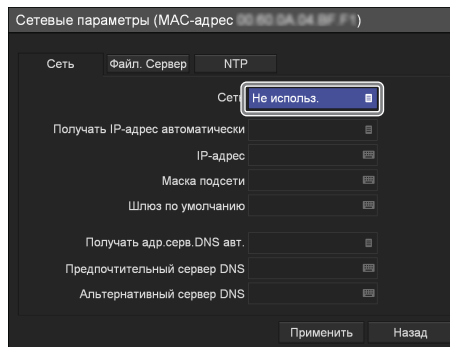 Сетевые параметры (MAC-адрес )
Сеть Файл. Сервер NTP
Сеть Не использ.
Получать IP-адрес автоматически
IP-адрес
Маска подсети
Шлюз по умолчанию
Получать адр.серв.DNS авт.
Предпочтительный сервер DNS
Альтернативный сервер DNS
Применить Назад